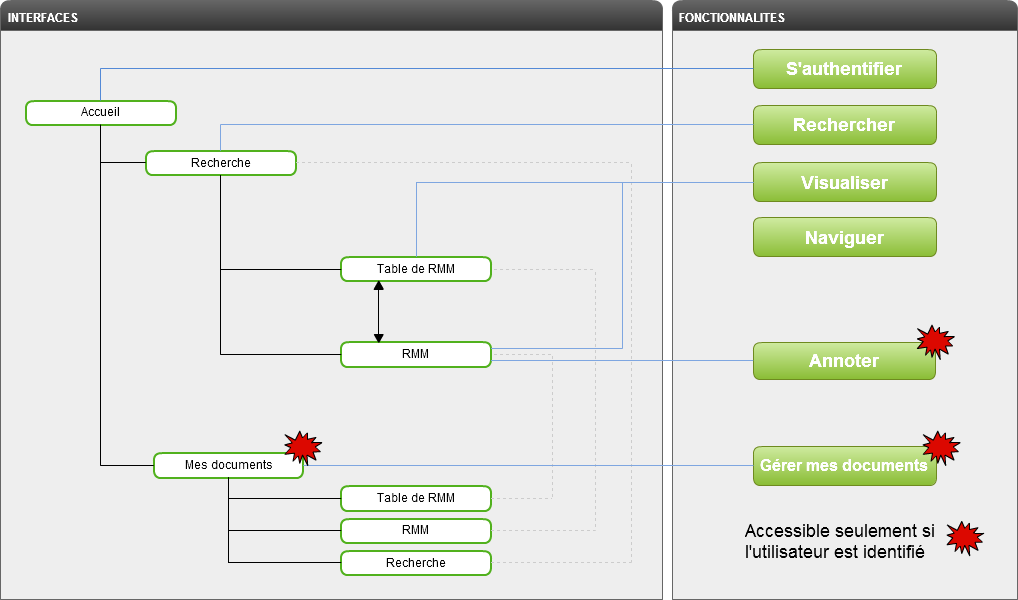 INTERFACES
FONCTIONNALITES
S'authentifier
Accueil
Rechercher
Recherche
Visualiser
Naviguer
Table de RMM
RMM
Annoter
Mes documents
Gérer mes documents
Table de RMM
RMM
Recherche
Accessible seulement si
l'utilisateur est identifié